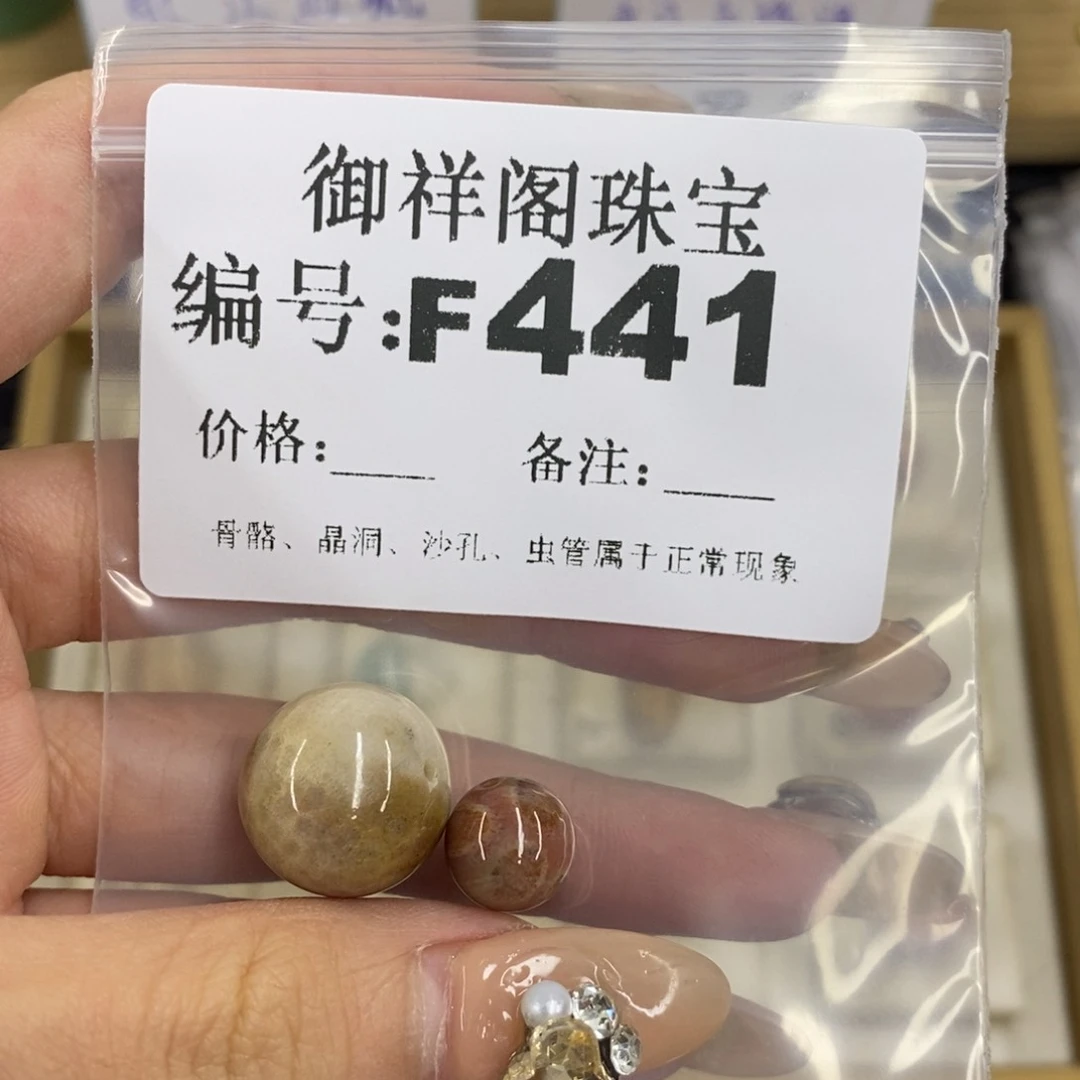 御祥阁珠宝
编号:F441
价格:____ 备注:____
骨骼、晶洞、沙孔、虫管属于正常现象